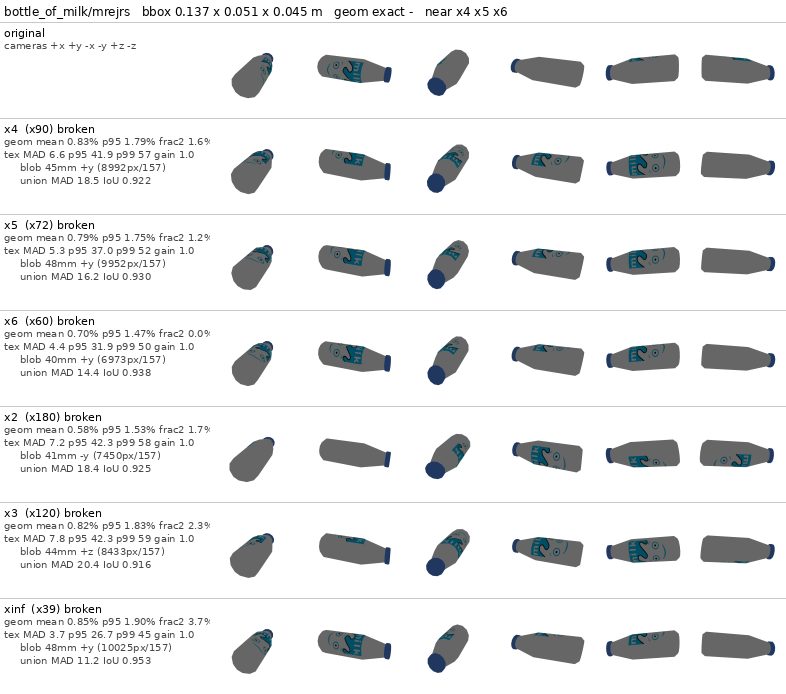 bottle_of_milk/mrejrs bbox 0.137 x 0.051 x 0.045 m geom exact - near x4 x5 x6
original
cameras +x +y -x -y +z -z
x4 (x90) broken
geom mean 0.83% p95 1.79% frac2 1.6%
tex MAD 6.6 p95 41.9 p99 57 gain 1.0
blob 45mm +y (8992px/157)
union MAD 18.5 IoU 0.922
x5 (x72) broken
geom mean 0.79% p95 1.75% frac2 1.2%
tex MAD 5.3 p95 37.0 p99 52 gain 1.0
blob 48mm +y (9952px/157)
union MAD 16.2 IoU 0.930
x6 (x60) broken
geom mean 0.70% p95 1.47% frac2 0.0%
tex MAD 4.4 p95 31.9 p99 50 gain 1.0
blob 40mm +y (6973px/157)
union MAD 14.4 IoU 0.938
x2 (x180) broken
geom mean 0.58% p95 1.53% frac2 1.7%
tex MAD 7.2 p95 42.3 p99 58 gain 1.0
blob 41mm -y (7450px/157)
union MAD 18.4 IoU 0.925
x3 (x120) broken
geom mean 0.82% p95 1.83% frac2 2.3%
tex MAD 7.8 p95 42.3 p99 59 gain 1.0
blob 44mm +z (8433px/157)
union MAD 20.4 IoU 0.916
xinf (x39) broken
geom mean 0.85% p95 1.90% frac2 3.7%
tex MAD 3.7 p95 26.7 p99 45 gain 1.0
blob 48mm +y (10025px/157)
union MAD 11.2 IoU 0.953